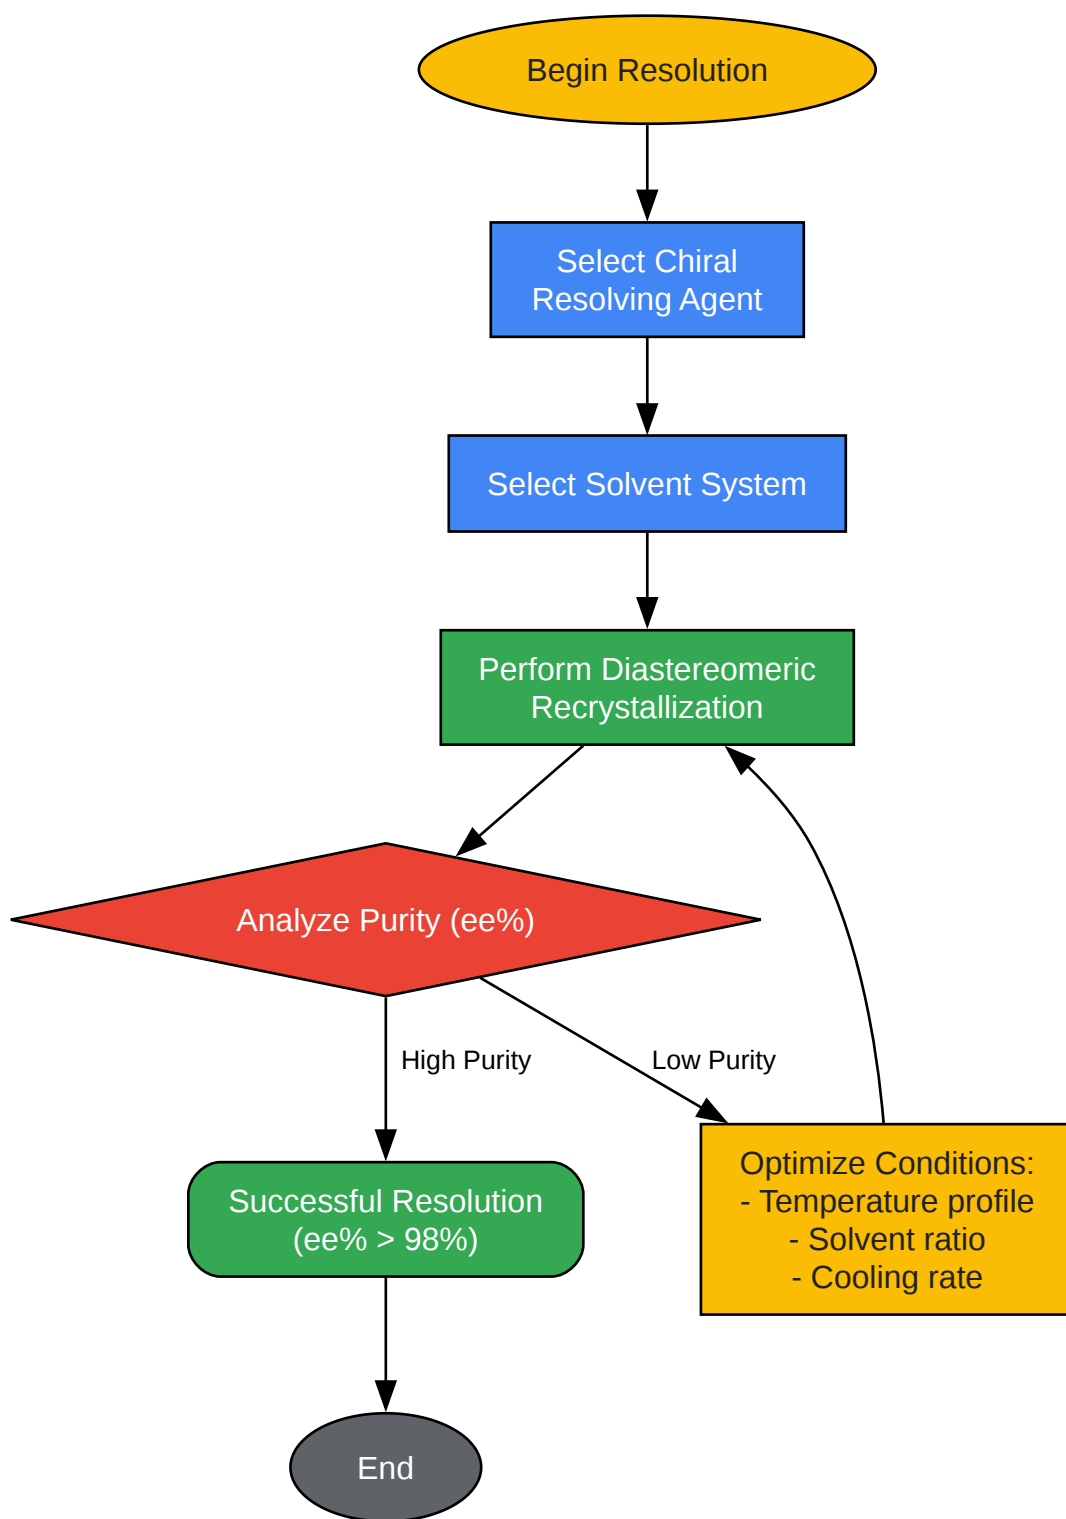 Begin Resolution
Select Chiral
Resolving Agent
Select Solvent System
Perform Diastereomeric
Recrystallization
Analyze Purity (ee%)
High Purity
Low Purity
Successful Resolution
(ee% > 98%)
Optimize Conditions:
- Temperature profile
- Solvent ratio
- Cooling rate
End